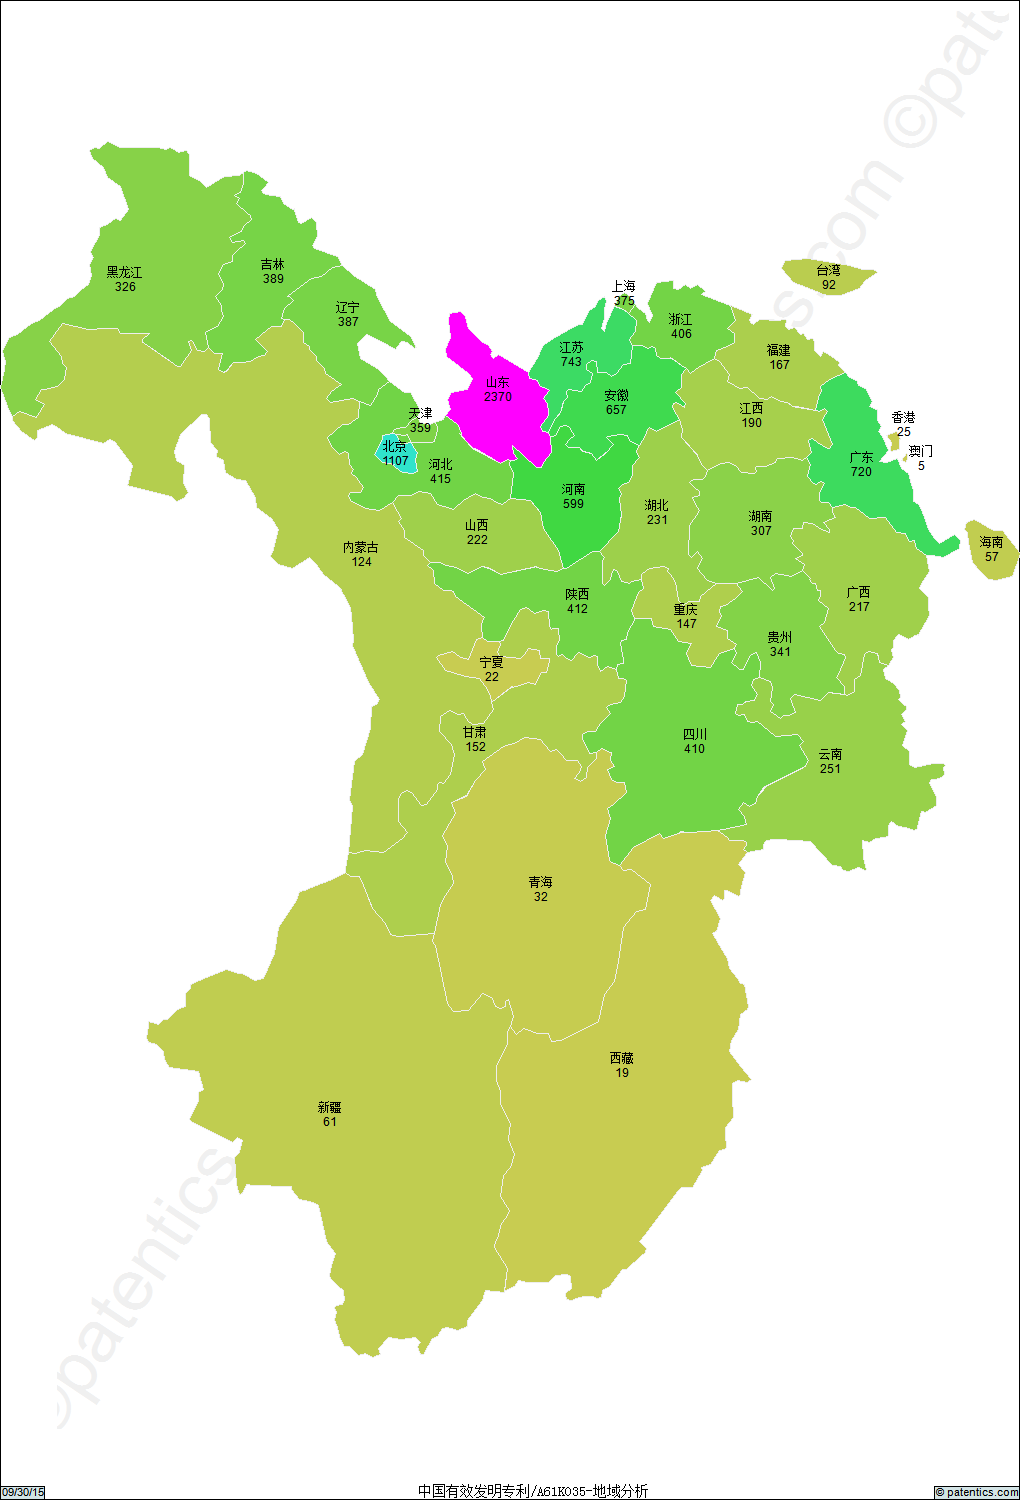 ©patentics.com ©patentics.com
黑龙江
326
吉林
389
辽宁
387
上海
375
浙江
406
台湾
92
江苏
743
福建
167
山东
2370
安徽
657
江西
190
天津
359
香港
25
北京
1107
河北
415
广东
720
澳门
5
河南
599
湖北
231
湖南
307
山西
222
海南
57
内蒙古
124
陕西
412
重庆
147
广西
217
贵州
341
宁夏
22
甘肃
152
四川
410
云南
251
青海
32
西藏
19
新疆
61
09/30/15
中国有效发明专利/A61K035-地域分析
© patentics.com